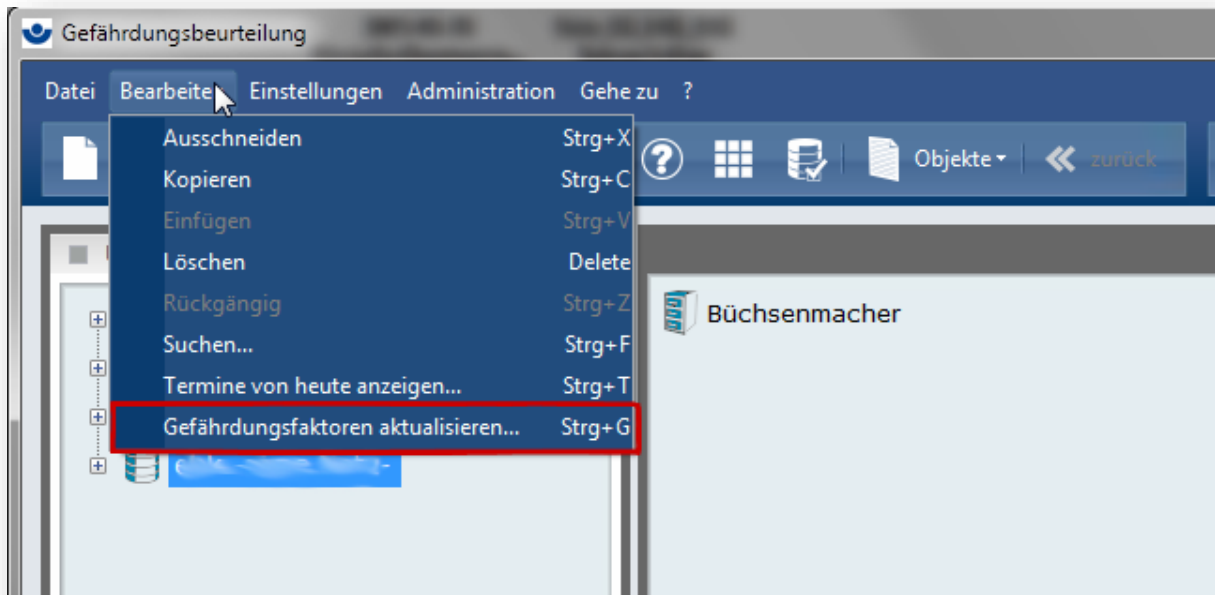 Gefährdungsbeurteilung
Datei Bearbeiten Einstellungen Administration Gehe zu ?
Objekte zurück
Ausschneiden Strg+X
Kopieren Strg+C
Einfügen Strg+V
Löschen Delete
Rückgängig Strg+Z
Suchen... Strg+F
Termine von heute anzeigen... Strg+T
Gefährdungsfaktoren aktualisieren... Strg+G
Büchsenmacher